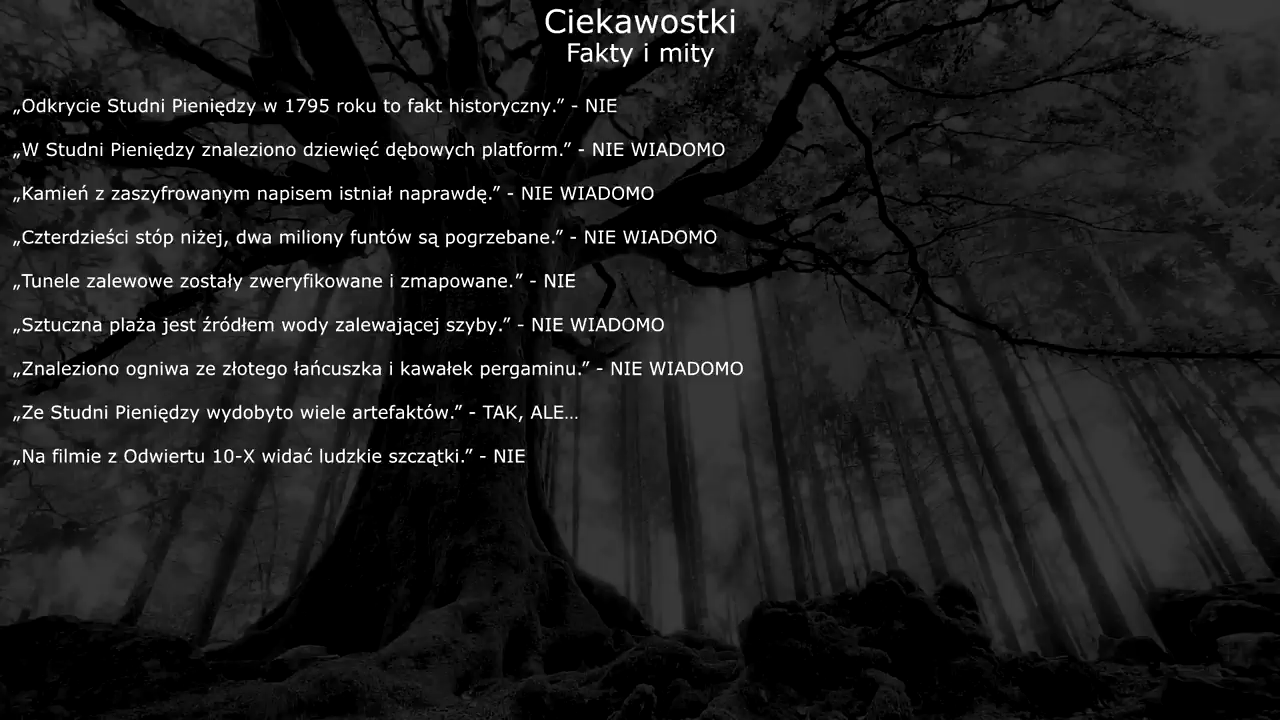 Ciekawostki
Fakty i mity
„Odkrycie Studni Pieniędzy w 1795 roku to fakt historyczny.” - NIE
„W Studni Pieniędzy znaleziono dziewięć dębowych platform.” - NIE WIADOMO
„Kamień z zaszyfrowanym napisem istniał naprawdę.” - NIE WIADOMO
„Czterdzieści stóp niżej, dwa miliony funtów są pogrzebane.” - NIE WIADOMO
„Tunele zalewowe zostały zweryfikowane i zmapowane.” - NIE
„Sztuczna plaża jest źródłem wody zalewającej szyby.” - NIE WIADOMO
„Znaleziono ogniwa ze złotego łańcuszka i kawałek pergaminu.” - NIE WIADOMO
„Ze Studni Pieniędzy wydobyto wiele artefaktów.” - TAK, ALE…
„Na filmie z Odwiertu 10-X widać ludzkie szczątki.” - NIE